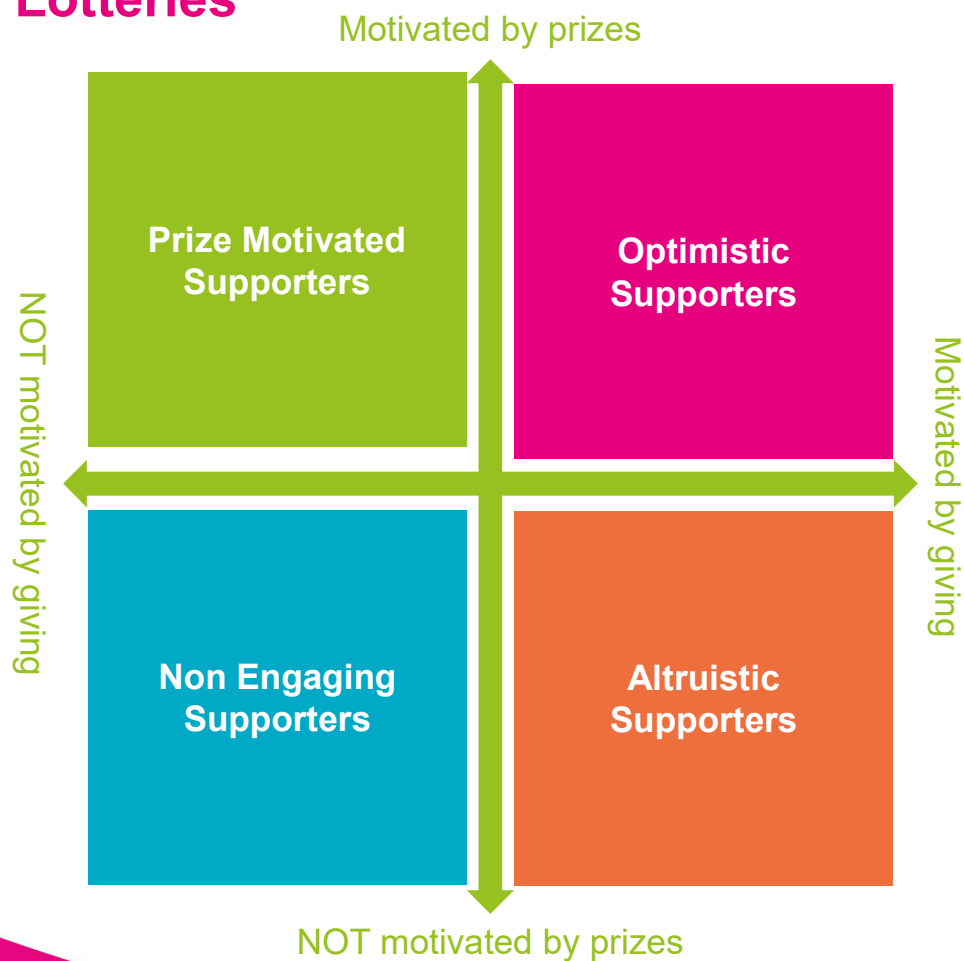 Lotteries
Motivated by prizes
Prize Motivated
Supporters
Optimistic
Supporters
NOT motivated by giving
Motivated by giving
Non Engaging
Supporters
Altruistic
Supporters
NOT motivated by prizes